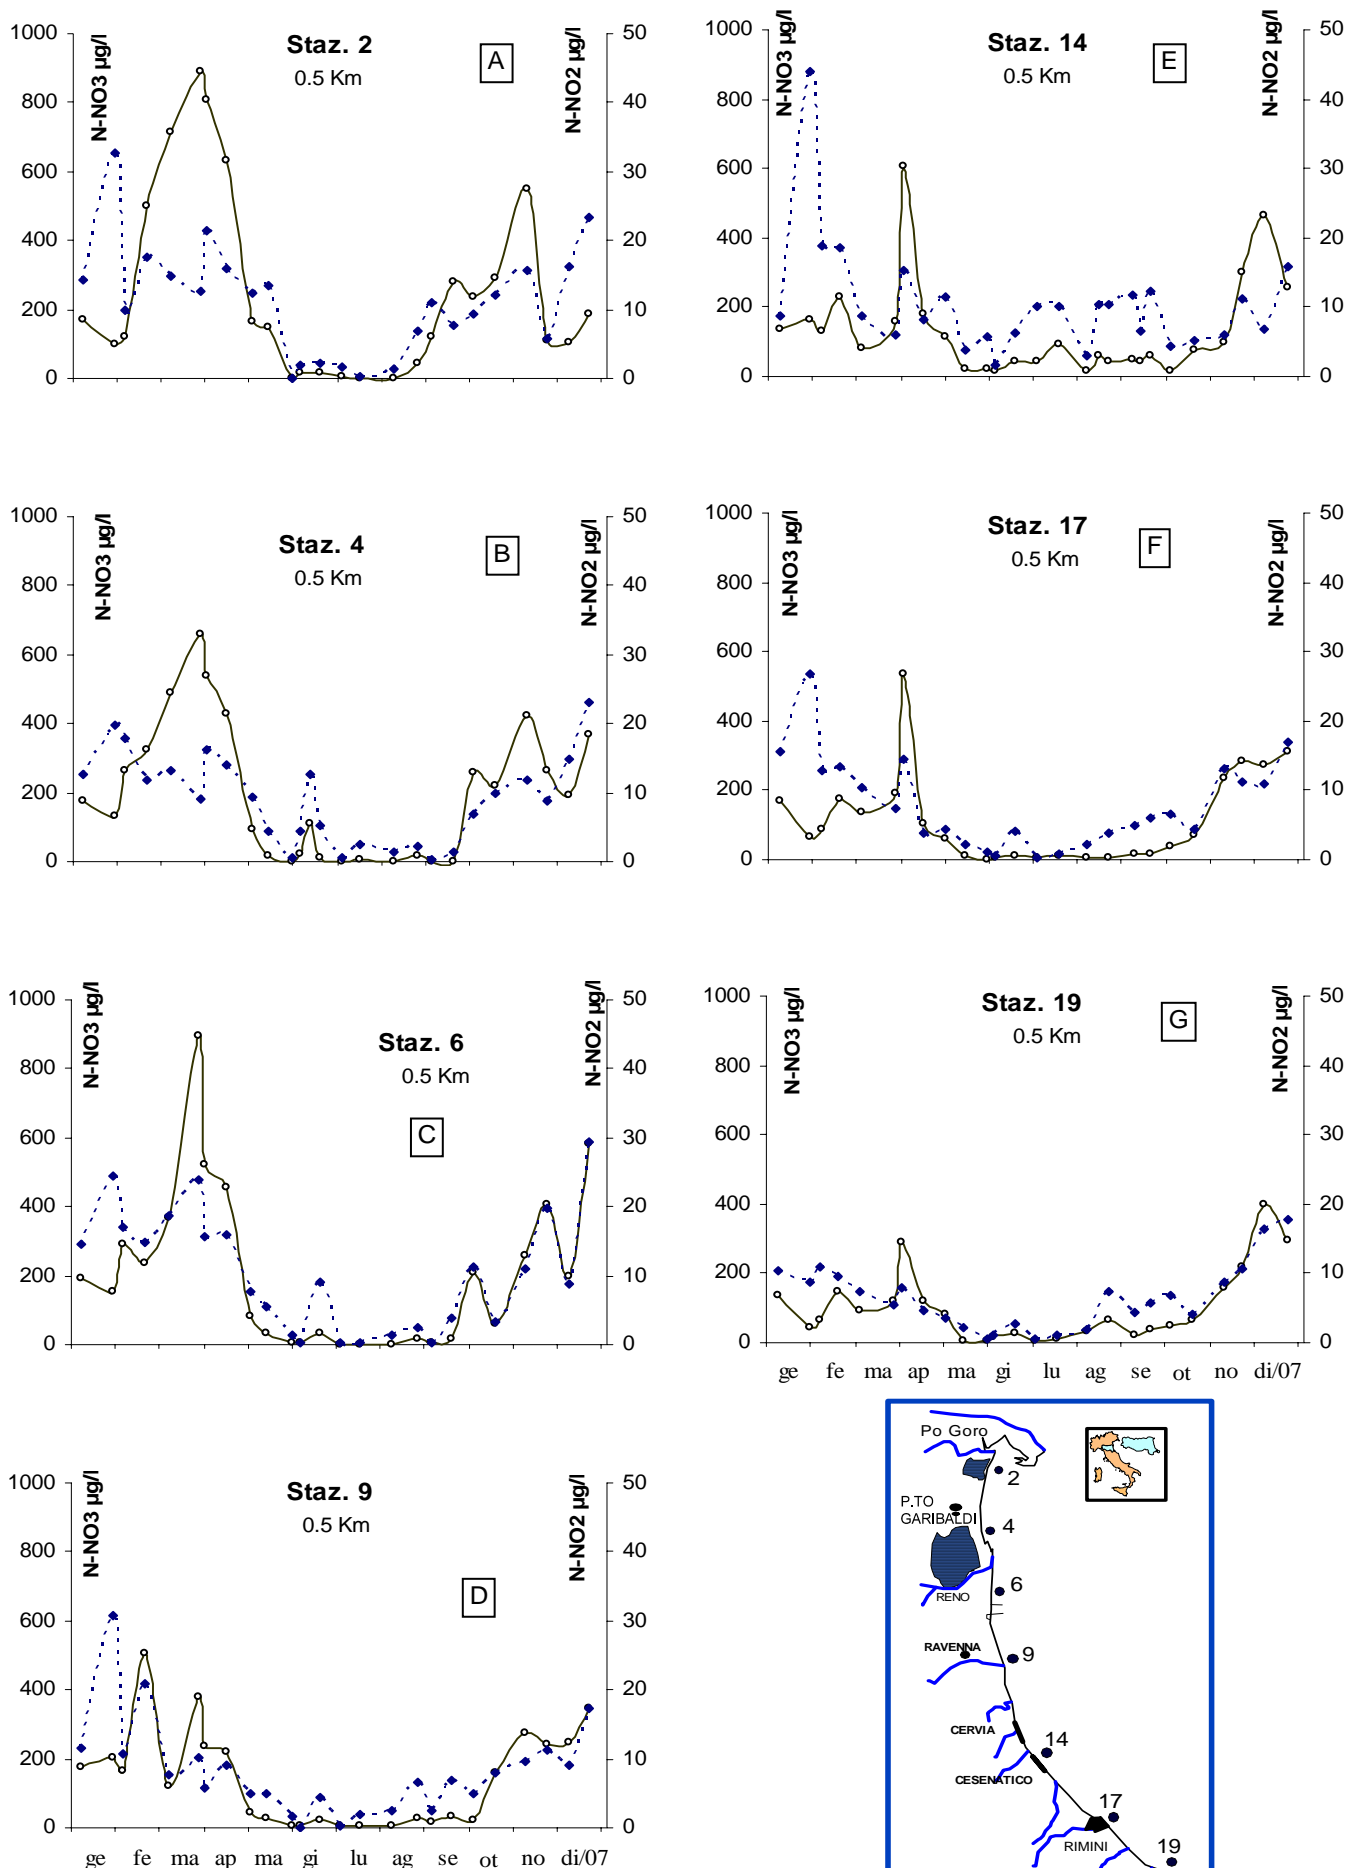 N-NO3 µg/l
Staz. 2
0.5 Km
A
N-NO2 µg/l
1000
800
600
400
200
0
50
40
30
20
10
0
N-NO3 µg/l
Staz. 14
0.5 Km
E
N-NO2 µg/l
1000
800
600
400
200
0
50
40
30
20
10
0
N-NO3 µg/l
Staz. 4
0.5 Km
B
N-NO2 µg/l
1000
800
600
400
200
0
50
40
30
20
10
0
N-NO3 µg/l
Staz. 17
0.5 Km
F
N-NO2 µg/l
1000
800
600
400
200
0
50
40
30
20
10
0
N-NO3 µg/l
Staz. 6
0.5 Km
C
N-NO2 µg/l
1000
800
600
400
200
0
50
40
30
20
10
0
N-NO3 µg/l
Staz. 19
0.5 Km
G
N-NO2 µg/l
1000
800
600
400
200
0
50
40
30
20
10
0
ge fe ma ap ma gi lu ag se ot no di/07
N-NO3 µg/l
Staz. 9
0.5 Km
D
N-NO2 µg/l
1000
800
600
400
200
0
50
40
30
20
10
0
ge fe ma ap ma gi lu ag se ot no di/07
Po Goro
2
P.TO
GARIBALDI
4
6
RENO
RAVENNA
9
CERVIA
14
CESENATICO
17
RIMINI
19